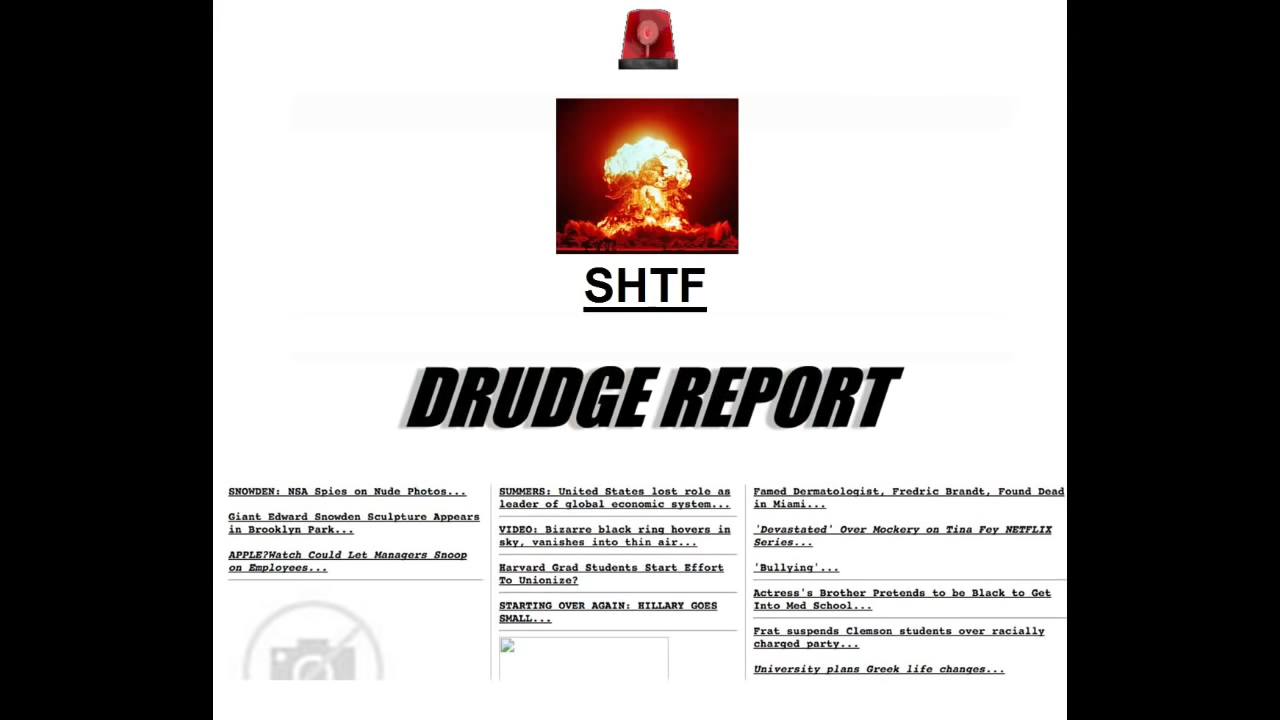 SHTF
DRUDGE REPORT
SNOWDEN: NSA Spies on Nude Photos...
Giant Edward Snowden Sculpture Appears
in Brooklyn Park...
APPLE?Watch Could Let Managers Snoop
on Employees...
SUMMERS: United States lost role as
leader of global economic system...
VIDEO: Bizarre black ring hovers in
sky, vanishes into thin air...
Harvard Grad Students Start Effort
To Unionize?
STARTING OVER AGAIN: HILLARY GOES
SMALL...
Famed Dermatologist, Fredric Brandt, Found Dead
in Miami...
'Devastated' Over Mockery on Tina Fey NETFLIX
Series...
'Bullying'...
Actress's Brother Pretends to be Black to Get
Into Med School...
Frat suspends Clemson students over racially
charged party...
University plans Greek life changes...